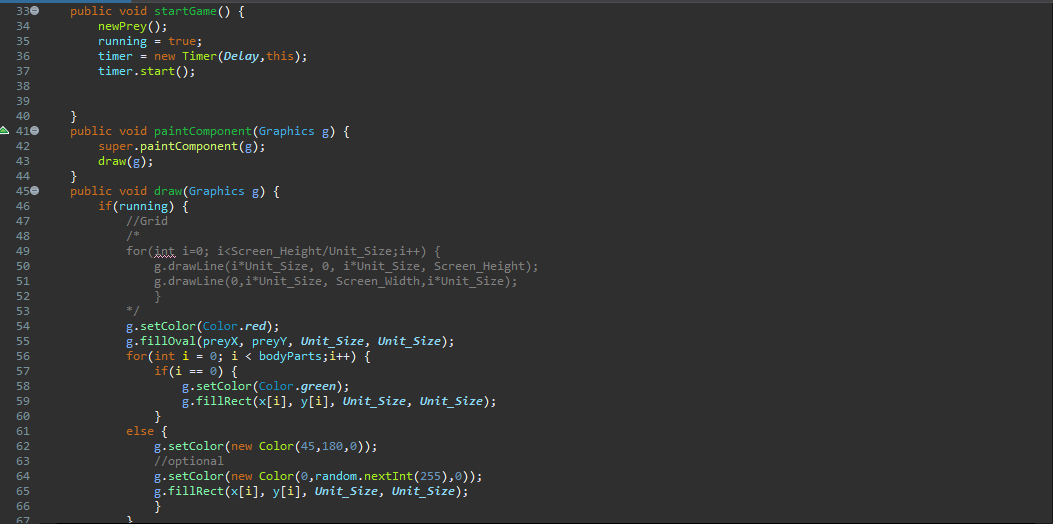 33 public void startGame() {
34 newPrey();
35 running = true;
36 timer = new Timer(Delay,this);
37 timer.start();
38
39
40 }
41 public void paintComponent(Graphics g) {
42 super.paintComponent(g);
43 draw(g);
44 }
45 public void draw(Graphics g) {
46 if(running) {
47 //Grid
48 /*
49 for(int i=0; i<Screen_Height/Unit_Size;i++) {
50 g.drawLine(i*Unit_Size, 0, i*Unit_Size, Screen_Height);
51 g.drawLine(0,i*Unit_Size, Screen_Width,i*Unit_Size);
52 }
53 */
54 g.setColor(Color.red);
55 g.fillOval(preyX, preyY, Unit_Size, Unit_Size);
56 for(int i = 0; i < bodyParts;i++) {
57 if(i == 0) {
58 g.setColor(Color.green);
59 g.fillRect(x[i], y[i], Unit_Size, Unit_Size);
60 }
61 else {
62 g.setColor(new Color(45,180,0));
63 //optional
64 g.setColor(new Color(0,random.nextInt(255),0));
65 g.fillRect(x[i], y[i], Unit_Size, Unit_Size);
66 }
67 }